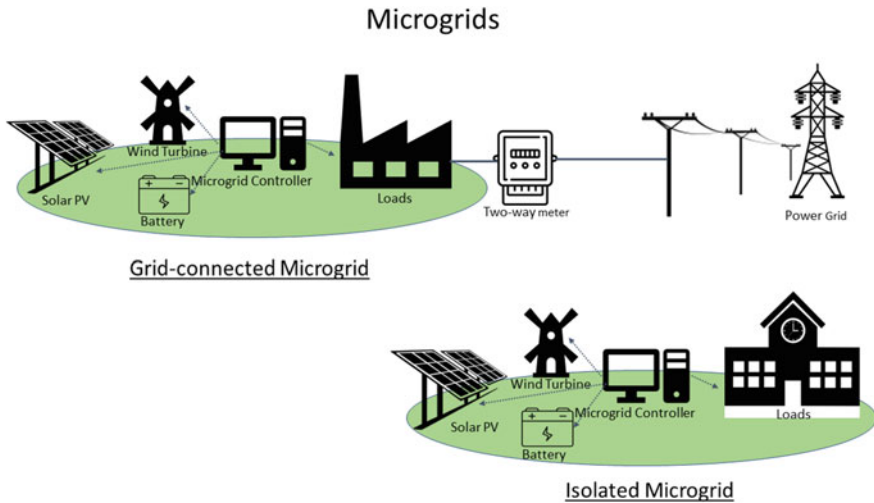 Microgrids
Wind Turbine
Microgrid Controller
Solar PV
Battery
Loads
Two-way meter
Power Grid
Grid-connected Microgrid
Wind Turbine
Microgrid Controller
Loads
Solar PV
Battery
Isolated Microgrid